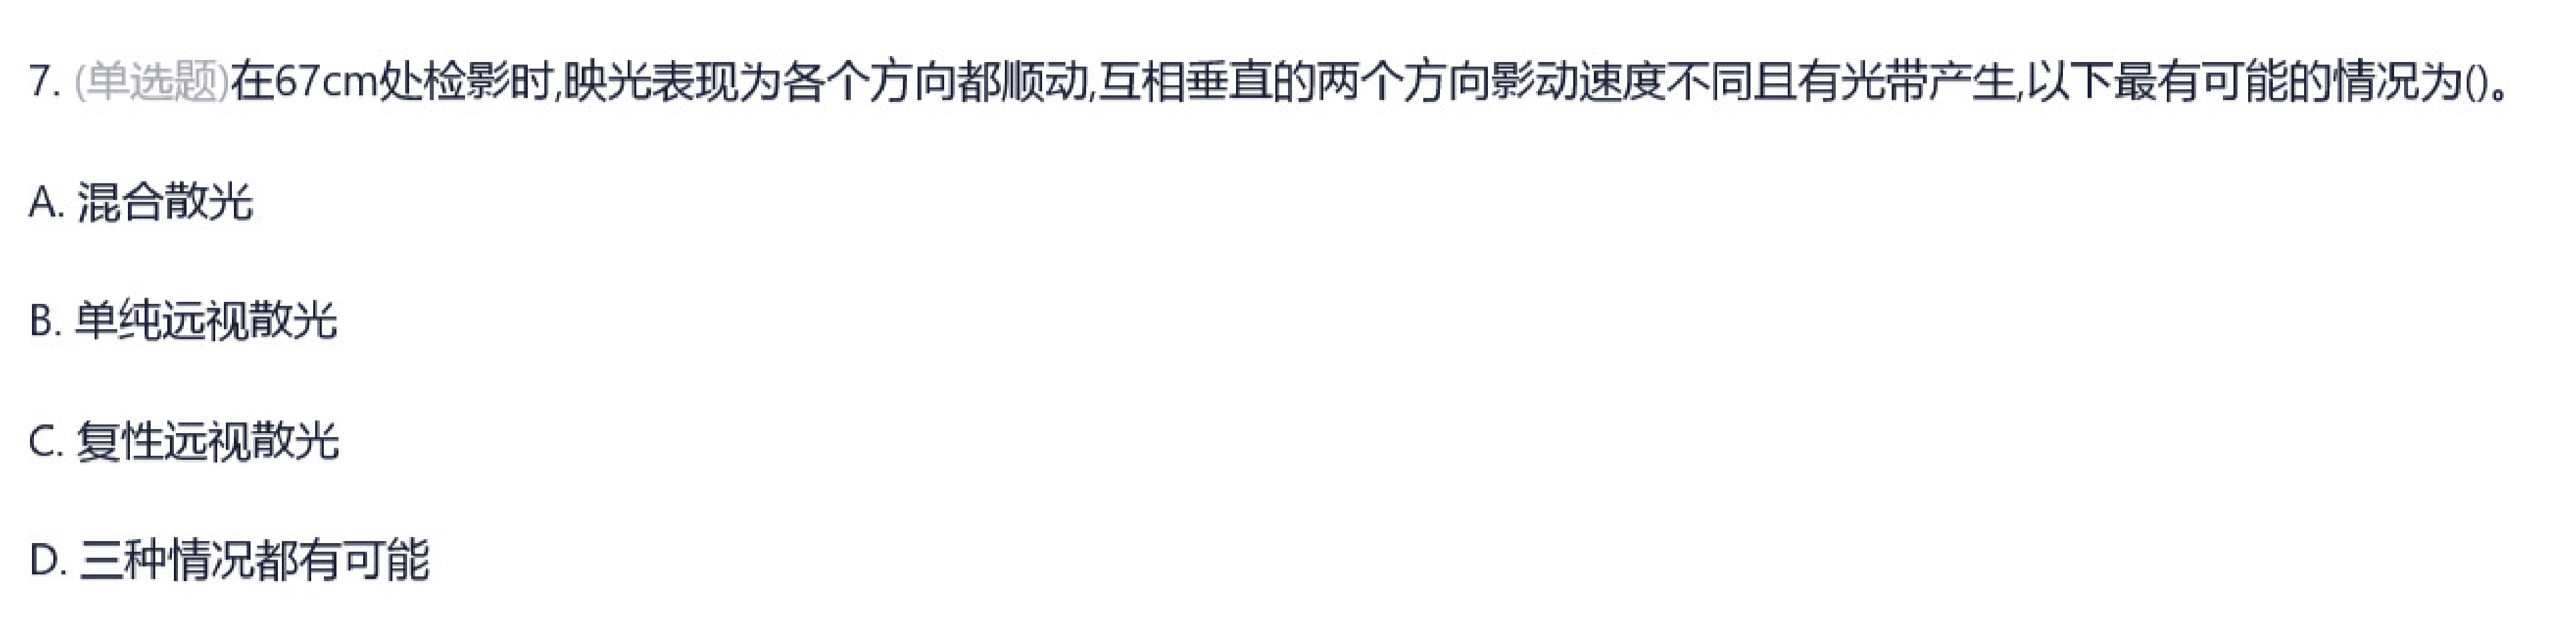 7. (单选题)在67cm处检影时,映光表现为各个方向都顺动,互相垂直的两个方向影动速度不同且有光带产生,以下最有可能的情况为()。
A. 混合散光
B. 单纯远视散光
C. 复性远视散光
D. 三种情况都有可能